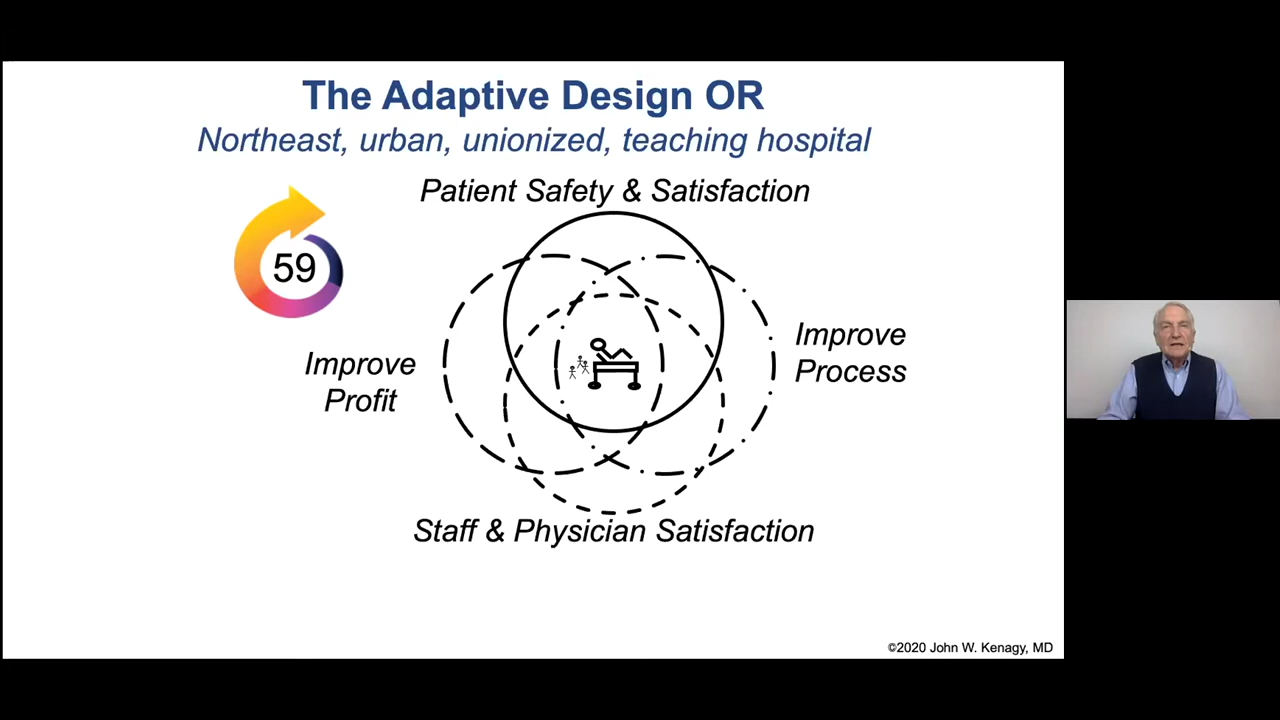 The Adaptive Design OR
Northeast, urban, unionized, teaching hospital
Patient Safety & Satisfaction
59
Improve
Profit
Improve
Process
Staff & Physician Satisfaction
©2020 John W. Kenagy, MD